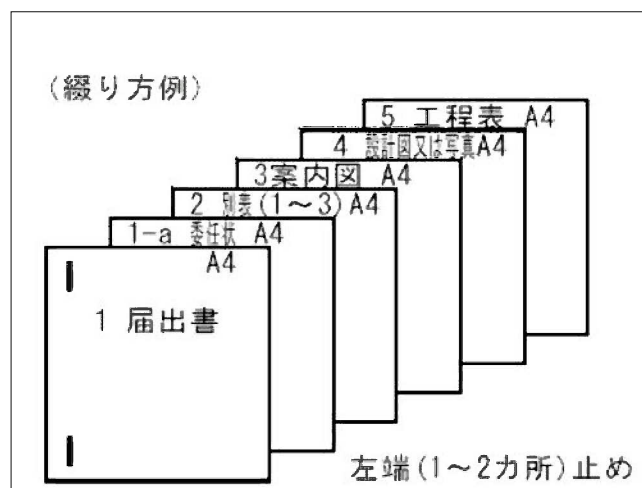 (綴り方例)
5 工程表 A4
4 設計図又は写真A4
3案内図 A4
2 別表(1～3)A4
1-a 委任状 A4
A4
1 届出書
左端(1～2カ所)止め